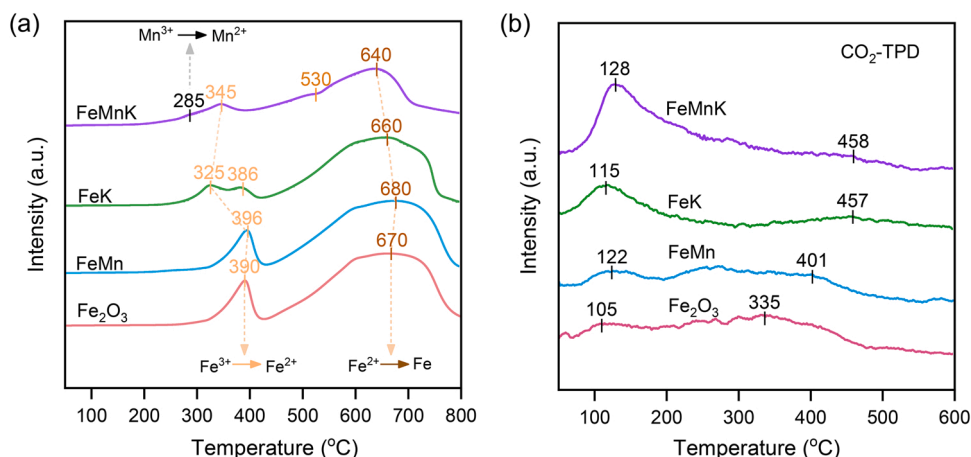 (a)
Mn³⁺ → Mn²⁺
640
530
345
285
FeMnK
660
325
386
FeK
680
396
FeMn
670
390
Fe₂O₃
Fe³⁺ → Fe²⁺
Fe²⁺ → Fe
Intensity (a.u.)
100 200 300 400 500 600 700 800
Temperature (°C)
(b)
CO₂-TPD
128
FeMnK
458
115
FeK
457
122
FeMn
401
105
Fe₂O₃
335
Intensity (a.u.)
100 200 300 400 500 600
Temperature (°C)